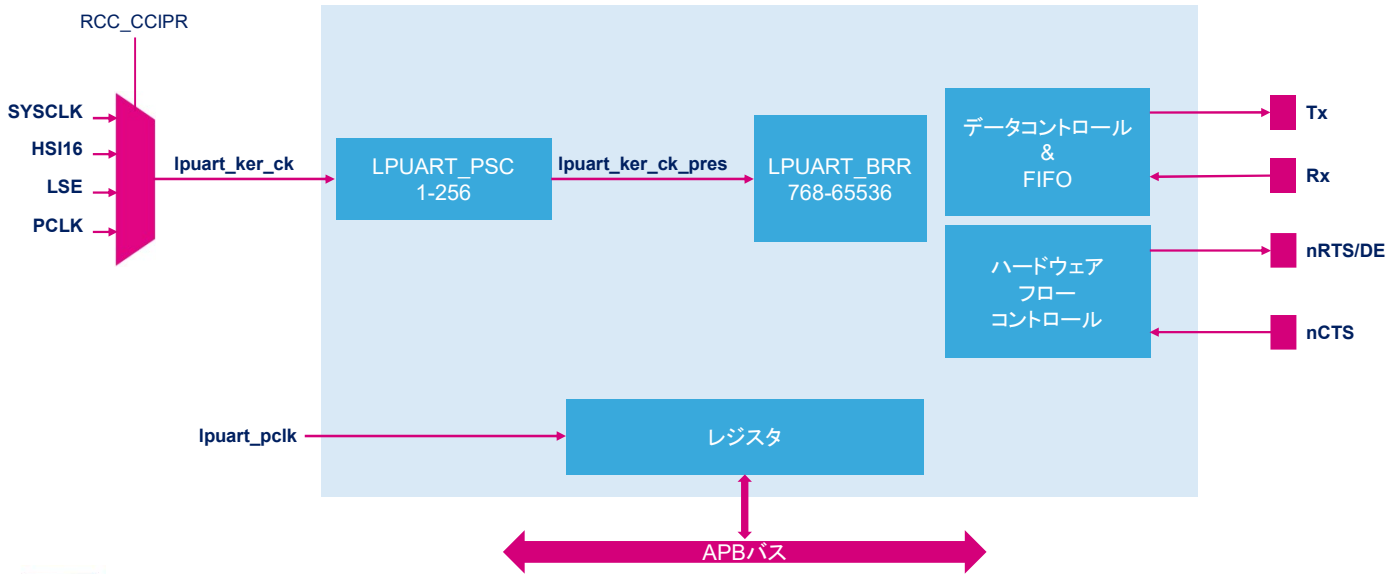 RCC_CCIPR
SYSCLK
HSI16
LSE
PCLK
lpuart_ker_ck
LPUART_PSC
1-256
lpuart_ker_ck_pres
LPUART_BRR
768-65536
データコントロール
&
FIFO
ハードウェア
フロー
コントロール
Tx
Rx
nRTS/DE
nCTS
lpuart_pclk
レジスタ
APBバス